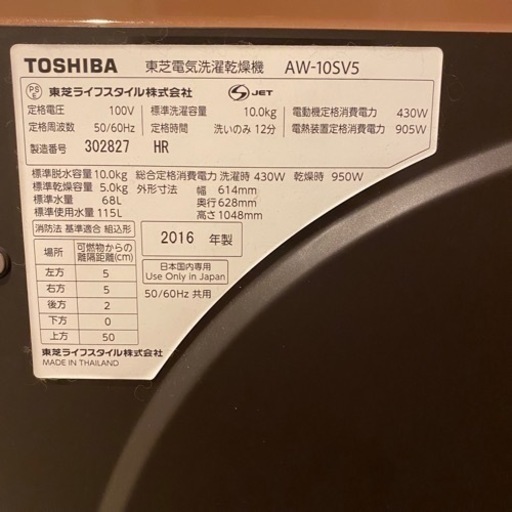 TOSHIBA 東芝電気洗濯乾燥機 AW-10SV5
PS E 東芝ライフスタイル株式会社 S JET
定格電圧 100V 標準洗濯容量 10.0kg 電動機定格消費電力 430W
定格周波数 50/60Hz 定格時間 洗いのみ 12分 電熱装置定格消費電力 905W
製造番号 302827 HR
標準脱水容量 10.0kg 総合定格消費電力 洗濯時 430W 乾燥時 950W
標準乾燥容量 5.0kg 外形寸法 幅 614mm
標準水量 68L 奥行 628mm
標準使用水量 115L 高さ 1048mm
消防法 基準適合 組込形
2016 年製
場所 可燃物からの離隔距離(cm)
左方 5
右方 5
後方 2
下方 0
上方 50
日本国内専用
Use Only in Japan
50/60Hz 共用
東芝ライフスタイル株式会社
MADE IN THAILAND